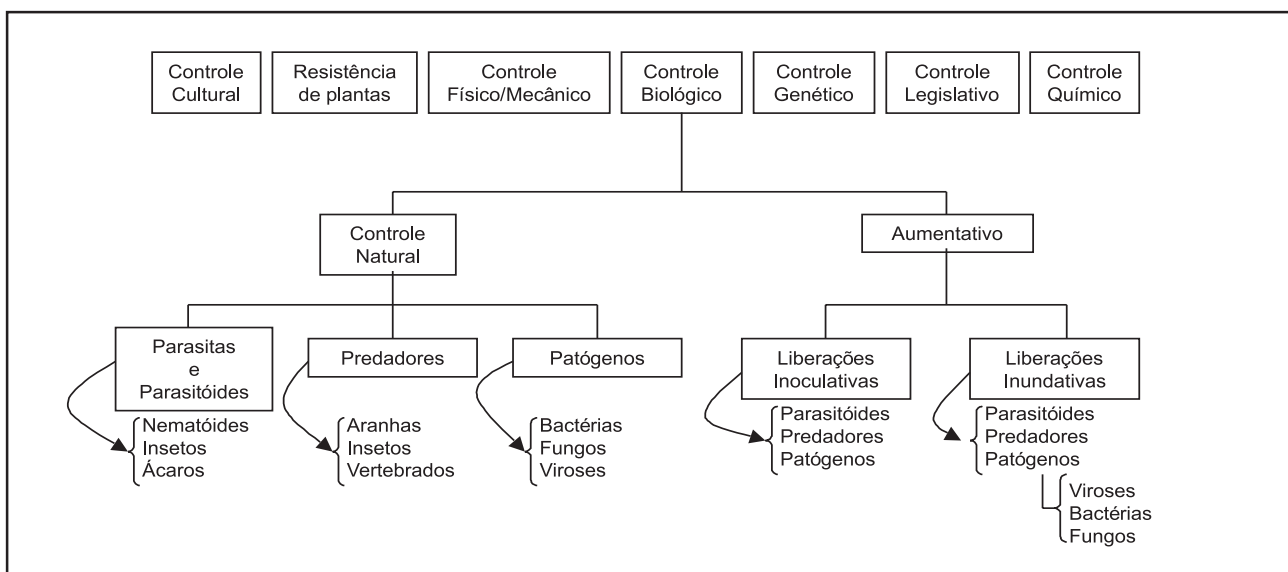 Controle
Cultural
Resistência
de plantas
Controle
Físico/Mecânico
Controle
Biológico
Controle
Genético
Controle
Legislativo
Controle
Químico
Controle
Natural
Aumentativo
Parasitas
e
Parasitóides
Predadores
Patógenos
Liberações
Inoculativas
Liberações
Inundativas
Nematóides
Insetos
Ácaros
Aranhas
Insetos
Vertebrados
Bactérias
Fungos
Viroses
Parasitóides
Predadores
Patógenos
Parasitóides
Predadores
Patógenos
Viroses
Bactérias
Fungos